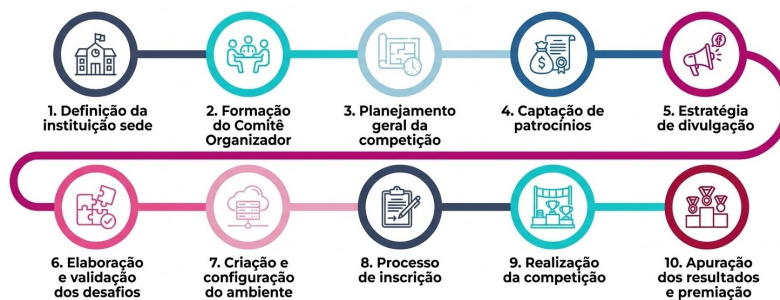 1. Definição da
instituição sede
2. Formação
do Comitê
Organizador
3. Planejamento
geral da
competição
4. Captação de
patrocínios
5. Estratégia
de divulgação
6. Elaboração
e validação
dos desafios
7. Criação e
configuração
do ambiente
8. Processo
de inscrição
9. Realização
da competição
10. Apuração
dos resultados
e premiação